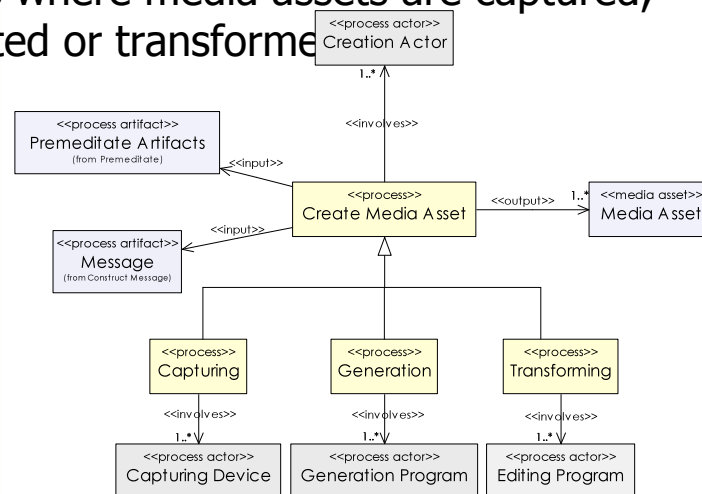 where media assets are captured,
ted or transforme
<<process actor>>
Creation Actor
1..*
<<involves>>
<<process artifact>>
Premeditate Artifacts
(from Premeditate)
<<input>>
<<process>>
Create Media Asset
<<output>>
1..*
<<media asset>>
Media Asset
<<input>>
<<process artifact>>
Message
(from Construct Message)
<<process>>
Capturing
<<process>>
Generation
<<process>>
Transforming
<<involves>>
<<involves>>
<<involves>>
1..*
1..*
1..*
<<process actor>>
Capturing Device
<<process actor>>
Generation Program
<<process actor>>
Editing Program